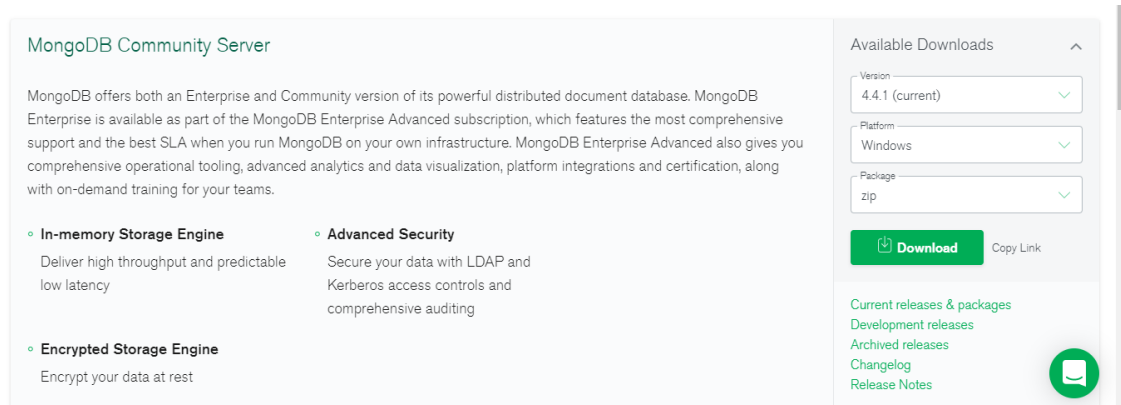 MongoDB Community Server
MongoDB offers both an Enterprise and Community version of its powerful distributed document database. MongoDB
Enterprise is available as part of the MongoDB Enterprise Advanced subscription, which features the most comprehensive
support and the best SLA when you run MongoDB on your own infrastructure. MongoDB Enterprise Advanced also gives you
comprehensive operational tooling, advanced analytics and data visualization, platform integrations and certification, along
with on-demand training for your teams.
In-memory Storage Engine
Deliver high throughput and predictable
low latency
Advanced Security
Secure your data with LDAP and
Kerberos access controls and
comprehensive auditing
Encrypted Storage Engine
Encrypt your data at rest
Available Downloads
Version
4.4.1 (current)
Platform
Windows
Package
zip
Download
Copy Link
Current releases & packages
Development releases
Archived releases
Changelog
Release Notes